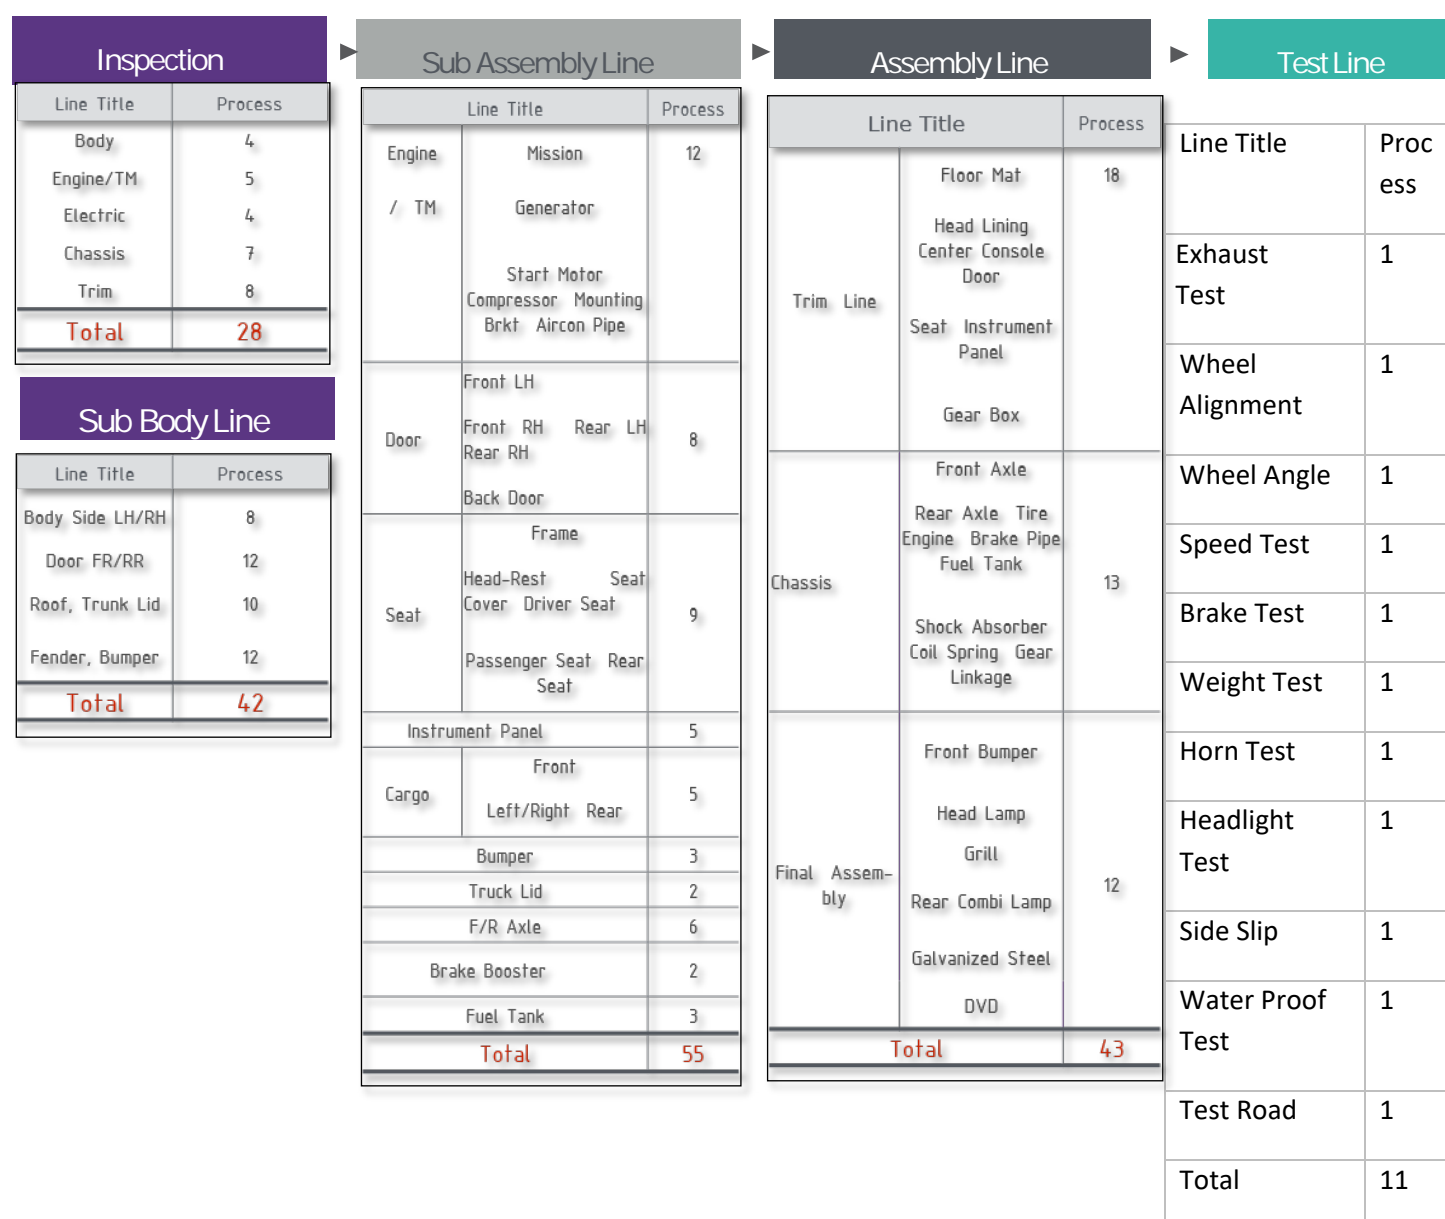 Inspection
Line Title Process
Body 4
Engine/TM 5
Electric 4
Chassis 7
Trim 8
Total 28
Sub Body Line
Line Title Process
Body Side LH/RH 8
Door FR/RR 12
Roof, Trunk Lid 10
Fender, Bumper 12
Total 42
Sub Assembly Line
Line Title Process
Engine Mission 12
/ TM Generator
Start Motor
Compressor Mounting
Brkt Aircon Pipe
Front LH
Front RH Rear LH
Door 8
Rear RH
Back Door
Frame
Head-Rest Seat
Cover Driver Seat
Seat 9
Passenger Seat Rear
Seat
Instrument Panel 5
Front
Cargo 5
Left/Right Rear
Bumper 3
Truck Lid 2
F/R Axle 6
Brake Booster 2
Fuel Tank 3
Total 55
Assembly Line
Line Title Process
Floor Mat 18
Head Lining
Center Console
Door
Trim Line
Seat Instrument
Panel
Gear Box
Front Axle
Rear Axle Tire
Engine Brake Pipe
Fuel Tank
Chassis 13
Shock Absorber
Coil Spring Gear
Linkage
Front Bumper
Head Lamp
Grill
Final Assem-
bly 12
Rear Combi Lamp
Galvanized Steel
DVD
Total 43
Test Line
Line Title Proc
ess
Exhaust 1
Test
Wheel 1
Alignment
Wheel Angle 1
Speed Test 1
Brake Test 1
Weight Test 1
Horn Test 1
Headlight 1
Test
Side Slip 1
Water Proof 1
Test
Test Road 1
Total 11